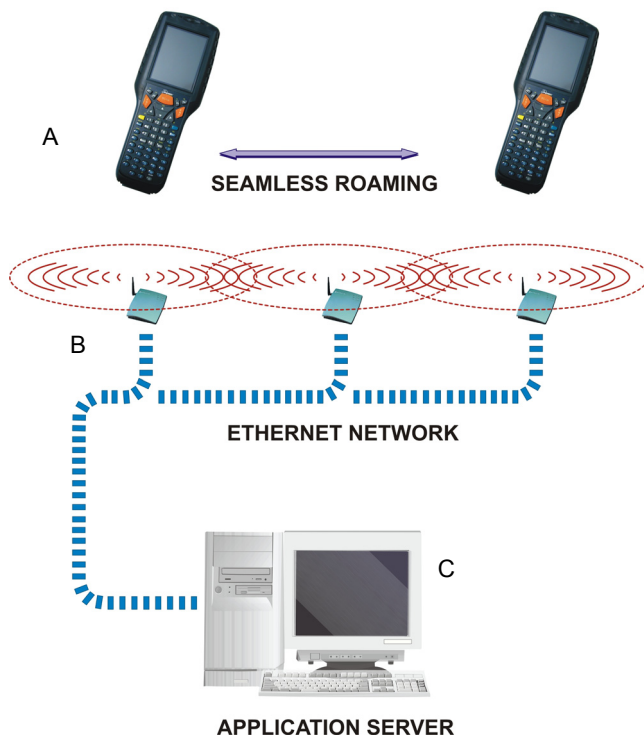 A
SEAMLESS ROAMING
B
ETHERNET NETWORK
C
APPLICATION SERVER